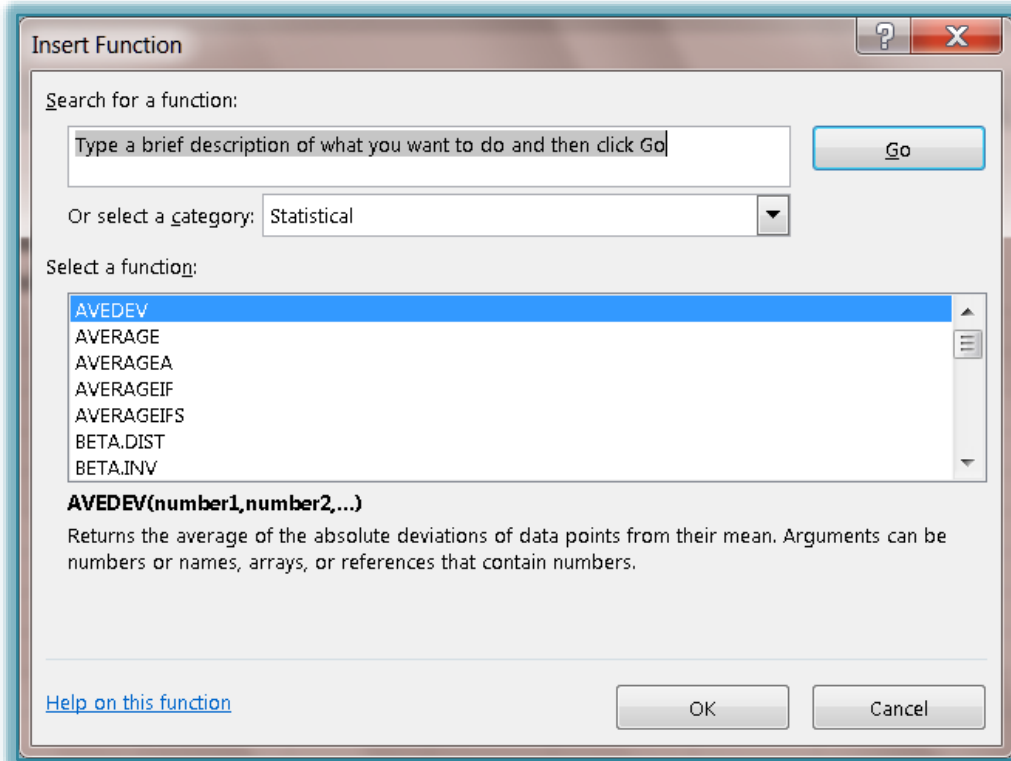 Insert Function
Search for a function:
Type a brief description of what you want to do and then click Go
Go
Or select a category:
Statistical
Select a function:
AVEDEV
AVERAGE
AVERAGEA
AVERAGEIF
AVERAGEIFS
BETA.DIST
BETA.INV
AVEDEV(number1,number2,...)
Returns the average of the absolute deviations of data points from their mean. Arguments can be
numbers or names, arrays, or references that contain numbers.
Help on this function
OK
Cancel